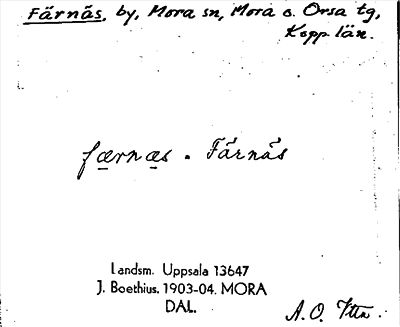 Färnäs, by, Mora sn, Mora o. Orsa tg,
Kopp län.
færnæs . Färnäs
Landsm. Uppsala 13647
J. Boethius. 1903-04. MORA
DAL.
A. O.